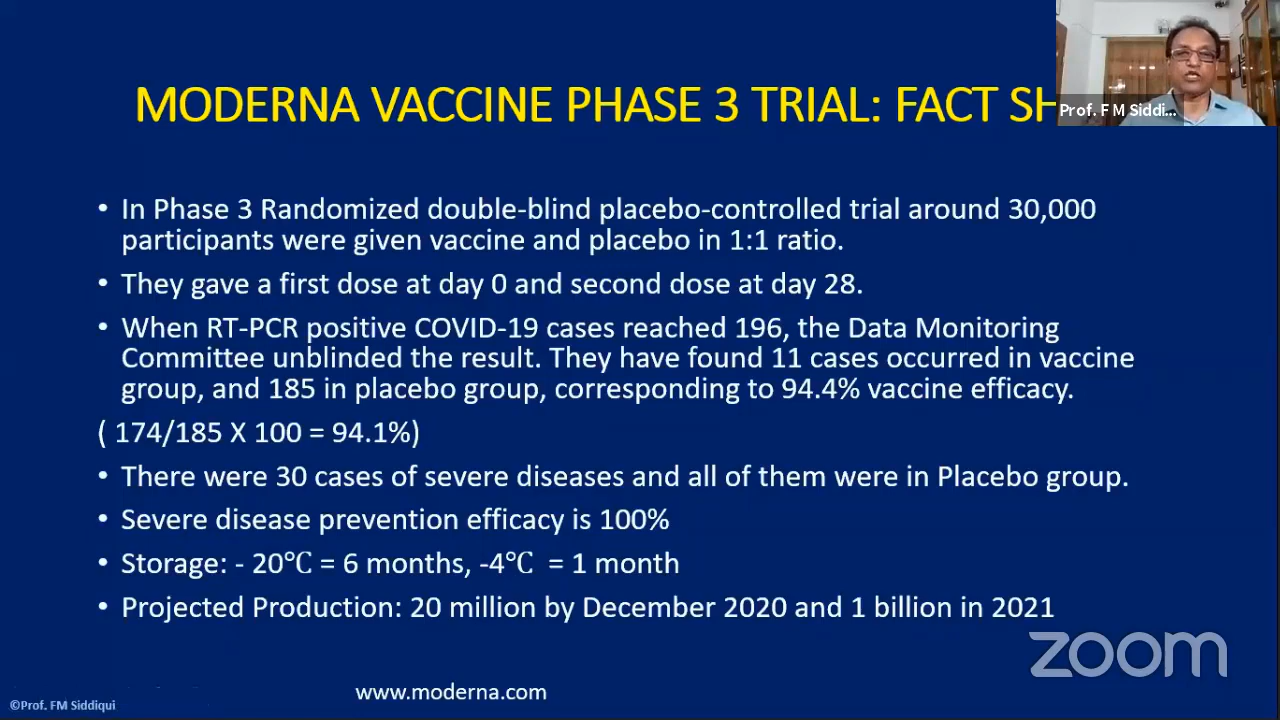 MODERNA VACCINE PHASE 3 TRIAL: FACT SH
Prof. F M Siddi...
• In Phase 3 Randomized double-blind placebo-controlled trial around 30,000
participants were given vaccine and placebo in 1:1 ratio.
• They gave a first dose at day 0 and second dose at day 28.
• When RT-PCR positive COVID-19 cases reached 196, the Data Monitoring
Committee unblinded the result. They have found 11 cases occurred in vaccine
group, and 185 in placebo group, corresponding to 94.4% vaccine efficacy.
( 174/185 X 100 = 94.1%)
• There were 30 cases of severe diseases and all of them were in Placebo group.
• Severe disease prevention efficacy is 100%
• Storage: - 20℃ = 6 months, -4℃ = 1 month
• Projected Production: 20 million by December 2020 and 1 billion in 2021
zoom
www.moderna.com
©Prof. FM Siddiqui